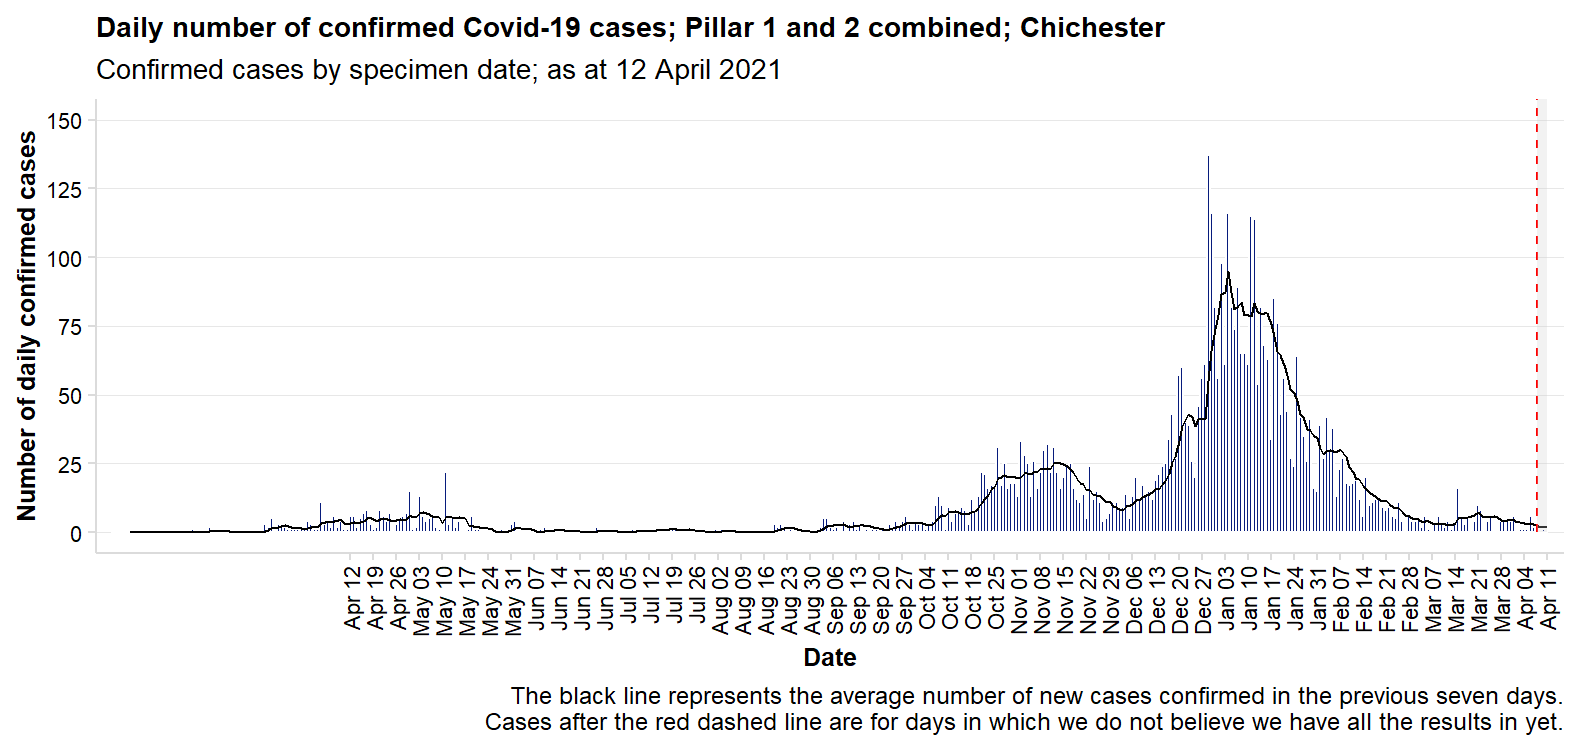 Daily number of confirmed Covid-19 cases; Pillar 1 and 2 combined; Chichester
Confirmed cases by specimen date; as at 12 April 2021
Number of daily confirmed cases
150
125
100
75
50
25
0
Apr 12
Apr 19
Apr 26
May 03
May 10
May 17
May 24
May 31
Jun 07
Jun 14
Jun 21
Jun 28
Jul 05
Jul 12
Jul 19
Jul 26
Aug 02
Aug 09
Aug 16
Aug 23
Aug 30
Sep 06
Sep 13
Sep 20
Sep 27
Oct 04
Oct 11
Oct 18
Oct 25
Nov 01
Nov 08
Nov 15
Nov 22
Nov 29
Dec 06
Dec 13
Dec 20
Dec 27
Jan 03
Jan 10
Jan 17
Jan 24
Jan 31
Feb 07
Feb 14
Feb 21
Feb 28
Mar 07
Mar 14
Mar 21
Mar 28
Apr 04
Apr 11
Date
The black line represents the average number of new cases confirmed in the previous seven days.
Cases after the red dashed line are for days in which we do not believe we have all the results in yet.